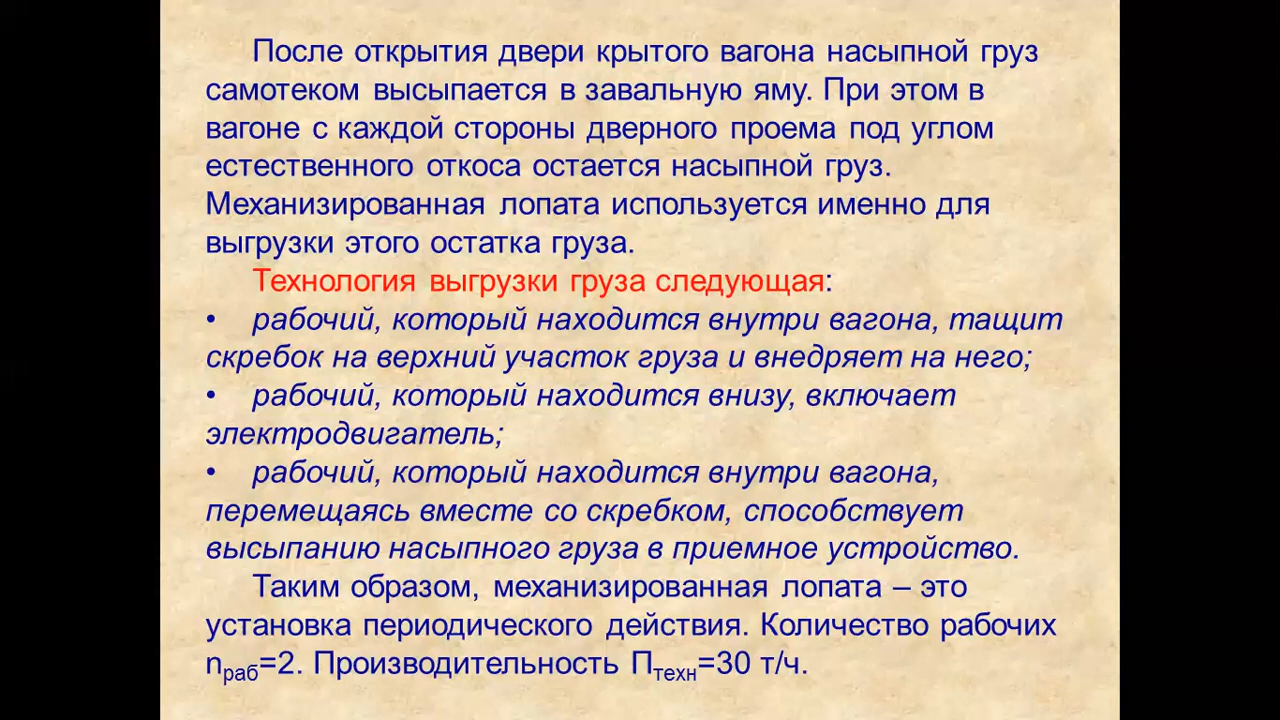 После открытия двери крытого вагона насыпной груз
самотеком высыпается в завальную яму. При этом в
вагоне с каждой стороны дверного проема под углом
естественного откоса остается насыпной груз.
Механизированная лопата используется именно для
выгрузки этого остатка груза.
Технология выгрузки груза следующая:
• рабочий, который находится внутри вагона, тащит
скребок на верхний участок груза и внедряет на него;
• рабочий, который находится внизу, включает
электродвигатель;
• рабочий, который находится внутри вагона,
перемещаясь вместе со скребком, способствует
высыпанию насыпного груза в приемное устройство.
Таким образом, механизированная лопата – это
установка периодического действия. Количество рабочих
nраб=2. Производительность Птехн=30 т/ч.